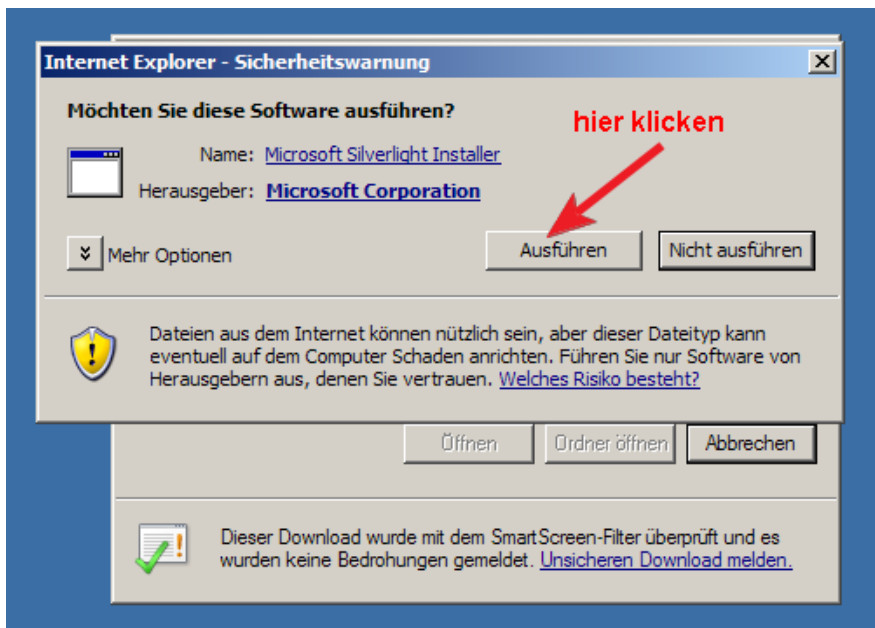 Internet Explorer - Sicherheitswarnung
Möchten Sie diese Software ausführen?
hier klicken
Name: Microsoft Silverlight Installer
Herausgeber: Microsoft Corporation
Mehr Optionen
Ausführen
Nicht ausführen
Dateien aus dem Internet können nützlich sein, aber dieser Dateityp kann
eventuell auf dem Computer Schaden anrichten. Führen Sie nur Software von
Herausgebern aus, denen Sie vertrauen. Welches Risiko besteht?
Öffnen
Ordner öffnen
Abbrechen
Dieser Download wurde mit dem SmartScreen-Filter überprüft und es
wurden keine Bedrohungen gemeldet. Unsicheren Download melden.